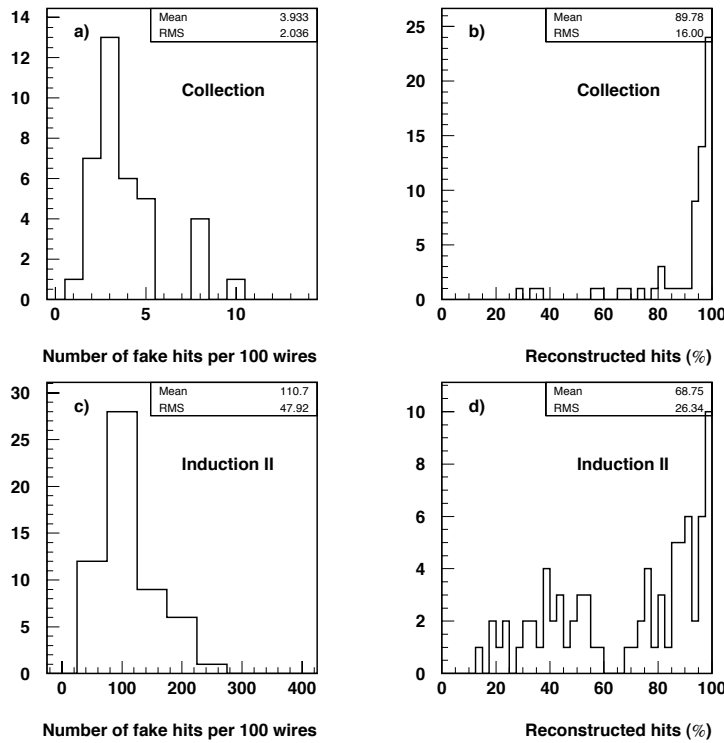 a)
Mean 3.933
RMS 2.036
Collection
14
12
10
8
6
4
2
0
0 5 10
Number of fake hits per 100 wires
b)
Mean 89.78
RMS 16.00
Collection
25
20
15
10
5
0
0 20 40 60 80 100
Reconstructed hits (%)
c)
Mean 110.7
RMS 47.92
Induction II
30
25
20
15
10
5
0
0 100 200 300 400
Number of fake hits per 100 wires
d)
Mean 68.75
RMS 26.34
Induction II
10
8
6
4
2
0
0 20 40 60 80 100
Reconstructed hits (%)